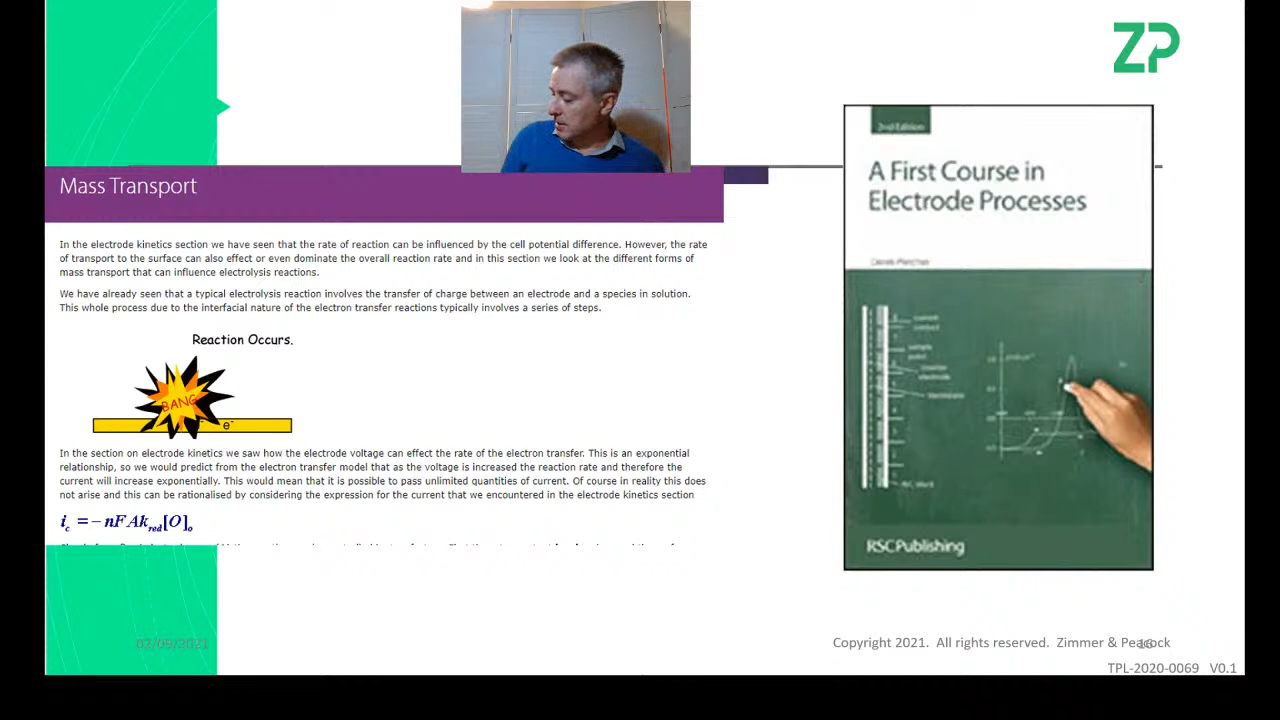 ZP
Mass Transport
In the electrode kinetics section we have seen that the rate of reaction can be influenced by the cell potential difference. However, the rate
of transport to the surface can also effect or even dominate the overall reaction rate and in this section we look at the different forms of
mass transport that can influence electrolysis reactions.
We have already seen that a typical electrolysis reaction involves the transfer of charge between an electrode and a species in solution.
This whole process due to the interfacial nature of the electron transfer reactions typically involves a series of steps.
Reaction Occurs.
BANG
e⁻
In the section on electrode kinetics we saw how the electrode voltage can effect the rate of the electron transfer. This is an exponential
relationship, so we would predict from the electron transfer model that as the voltage is increased the reaction rate and therefore the
current will increase exponentially. This would mean that it is possible to pass unlimited quantities of current. Of course in reality this does
not arise and this can be rationalised by considering the expression for the current that we encountered in the electrode kinetics section
i_c = −nFAk_red[O]_o
2nd Edition
A First Course in
Electrode Processes
RSCPublishing
02/09/2021
Copyright 2021. All rights reserved. Zimmer & Peacock
16
TPL-2020-0069 V0.1